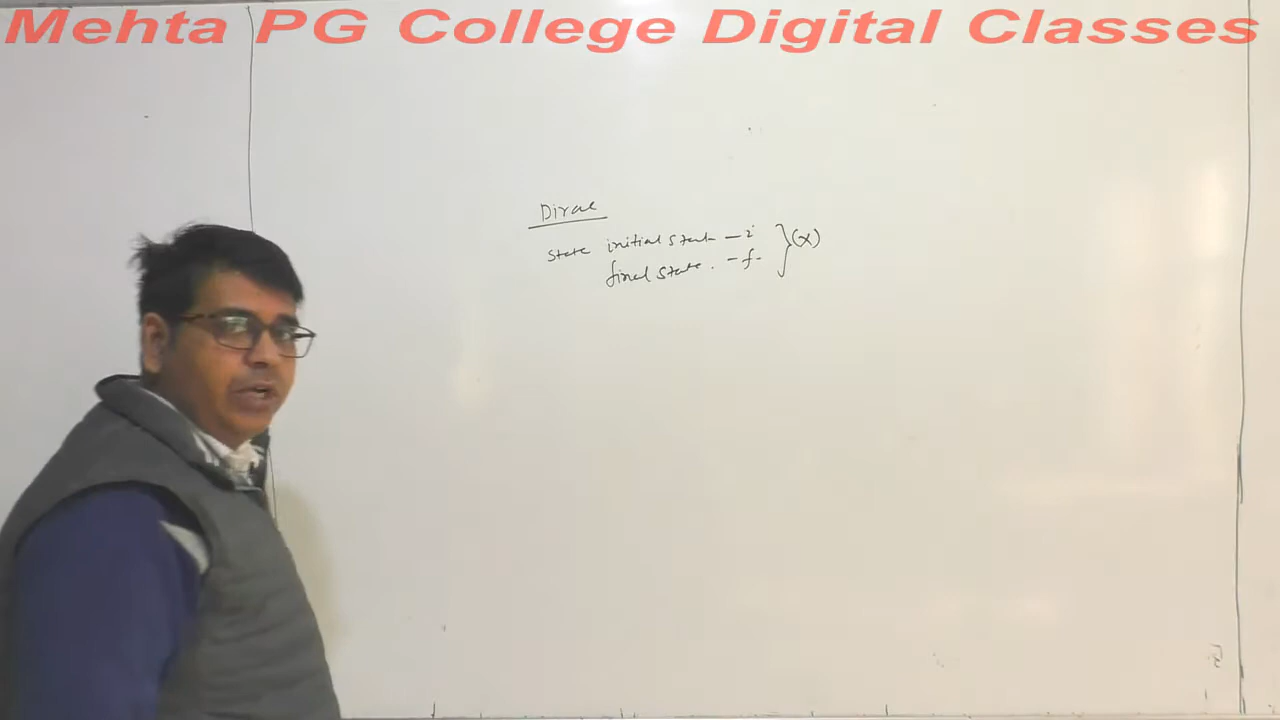 Mehta PG College Digital Classes
Dirac
state initial state - i
final state. - f.
} (x)